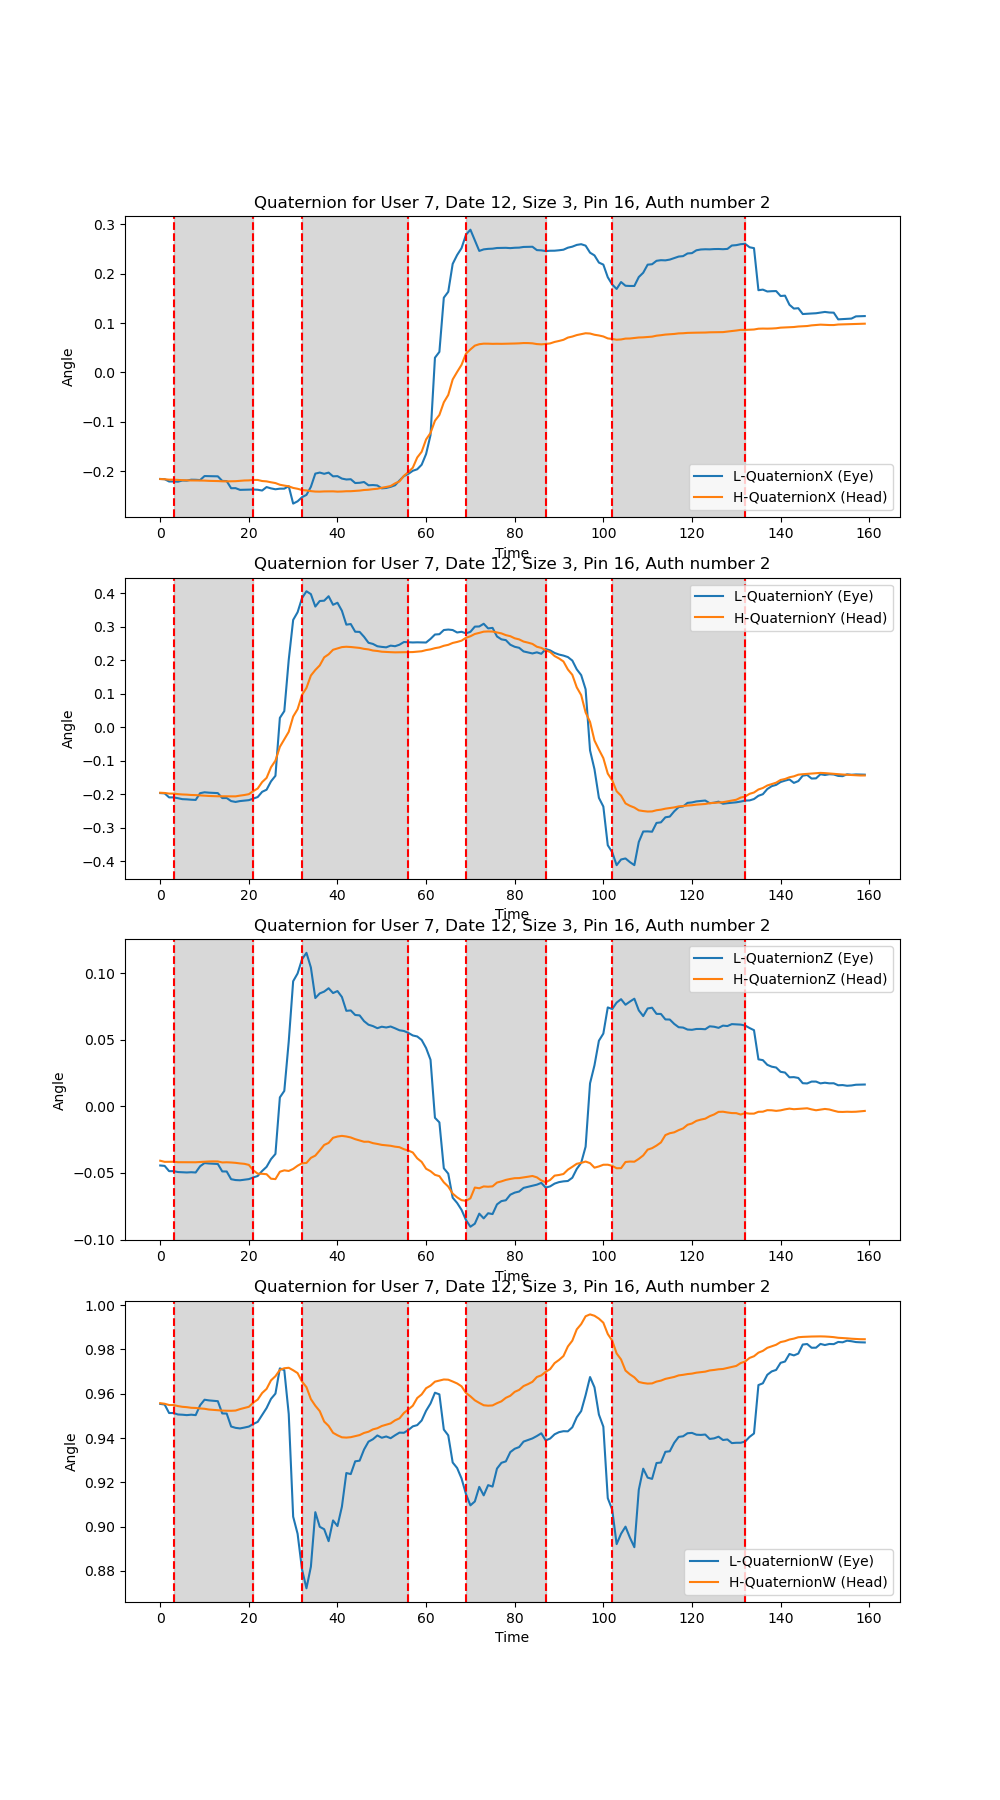 Quaternion for User 7, Date 12, Size 3, Pin 16, Auth number 2
0.3
0.2
0.1
0.0
−0.1
−0.2
Angle
L-QuaternionX (Eye)
H-QuaternionX (Head)
0 20 40 60 80 100 120 140 160
Time
Quaternion for User 7, Date 12, Size 3, Pin 16, Auth number 2
0.4
0.3
0.2
0.1
0.0
−0.1
−0.2
−0.3
−0.4
Angle
L-QuaternionY (Eye)
H-QuaternionY (Head)
0 20 40 60 80 100 120 140 160
Time
Quaternion for User 7, Date 12, Size 3, Pin 16, Auth number 2
0.10
0.05
0.00
−0.05
−0.10
Angle
L-QuaternionZ (Eye)
H-QuaternionZ (Head)
0 20 40 60 80 100 120 140 160
Time
Quaternion for User 7, Date 12, Size 3, Pin 16, Auth number 2
1.00
0.98
0.96
0.94
0.92
0.90
0.88
Angle
L-QuaternionW (Eye)
H-QuaternionW (Head)
0 20 40 60 80 100 120 140 160
Time